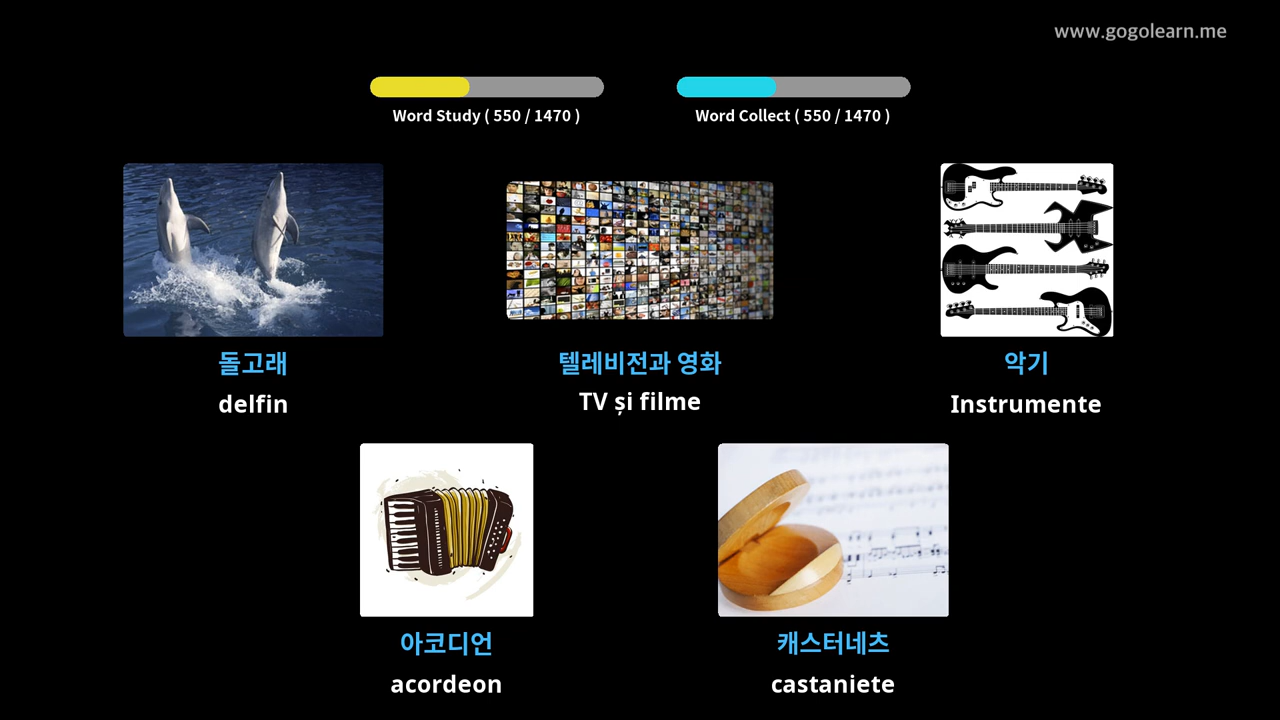 www.gogolearn.me
Word Study ( 550 / 1470 )
Word Collect ( 550 / 1470 )
돌고래
delfin
텔레비전과 영화
TV și filme
악기
Instrumente
아코디언
acordeon
캐스터네츠
castaniete